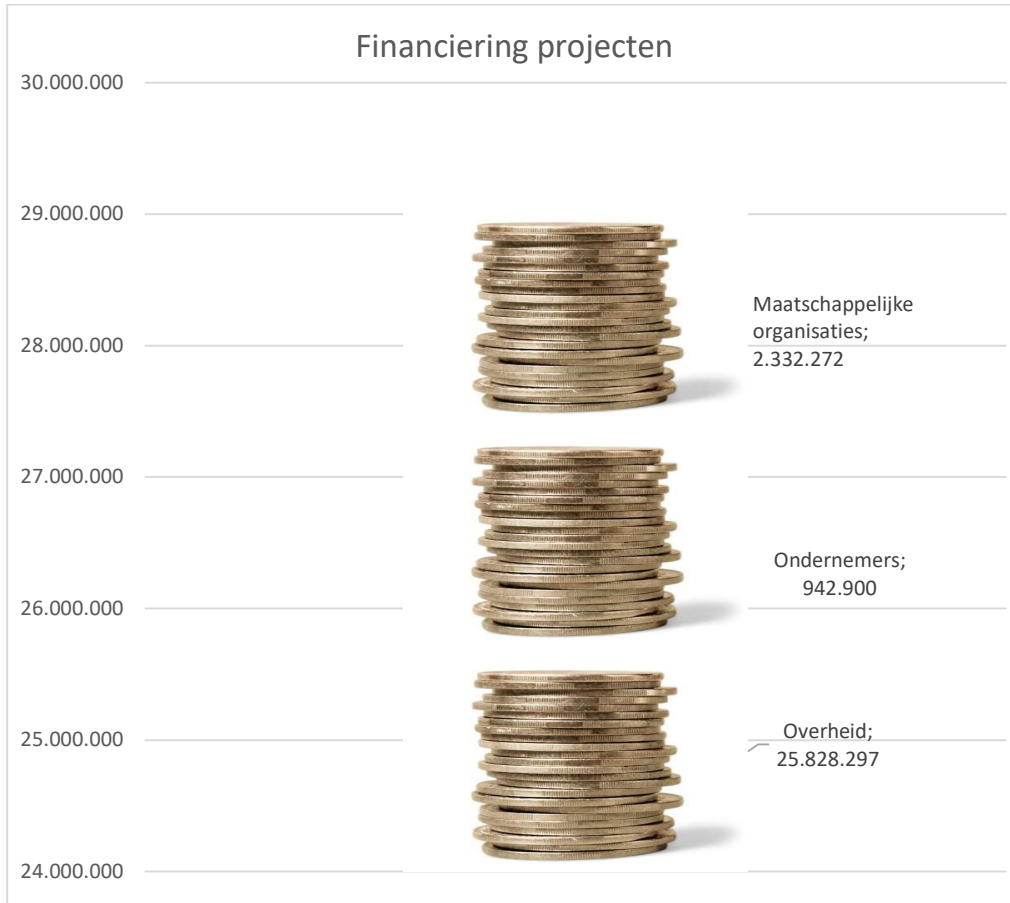 Financiering projecten
30.000.000
29.000.000
28.000.000
27.000.000
26.000.000
25.000.000
24.000.000
Maatschappelijke
organisaties;
2.332.272
Ondernemers;
942.900
Overheid;
25.828.297